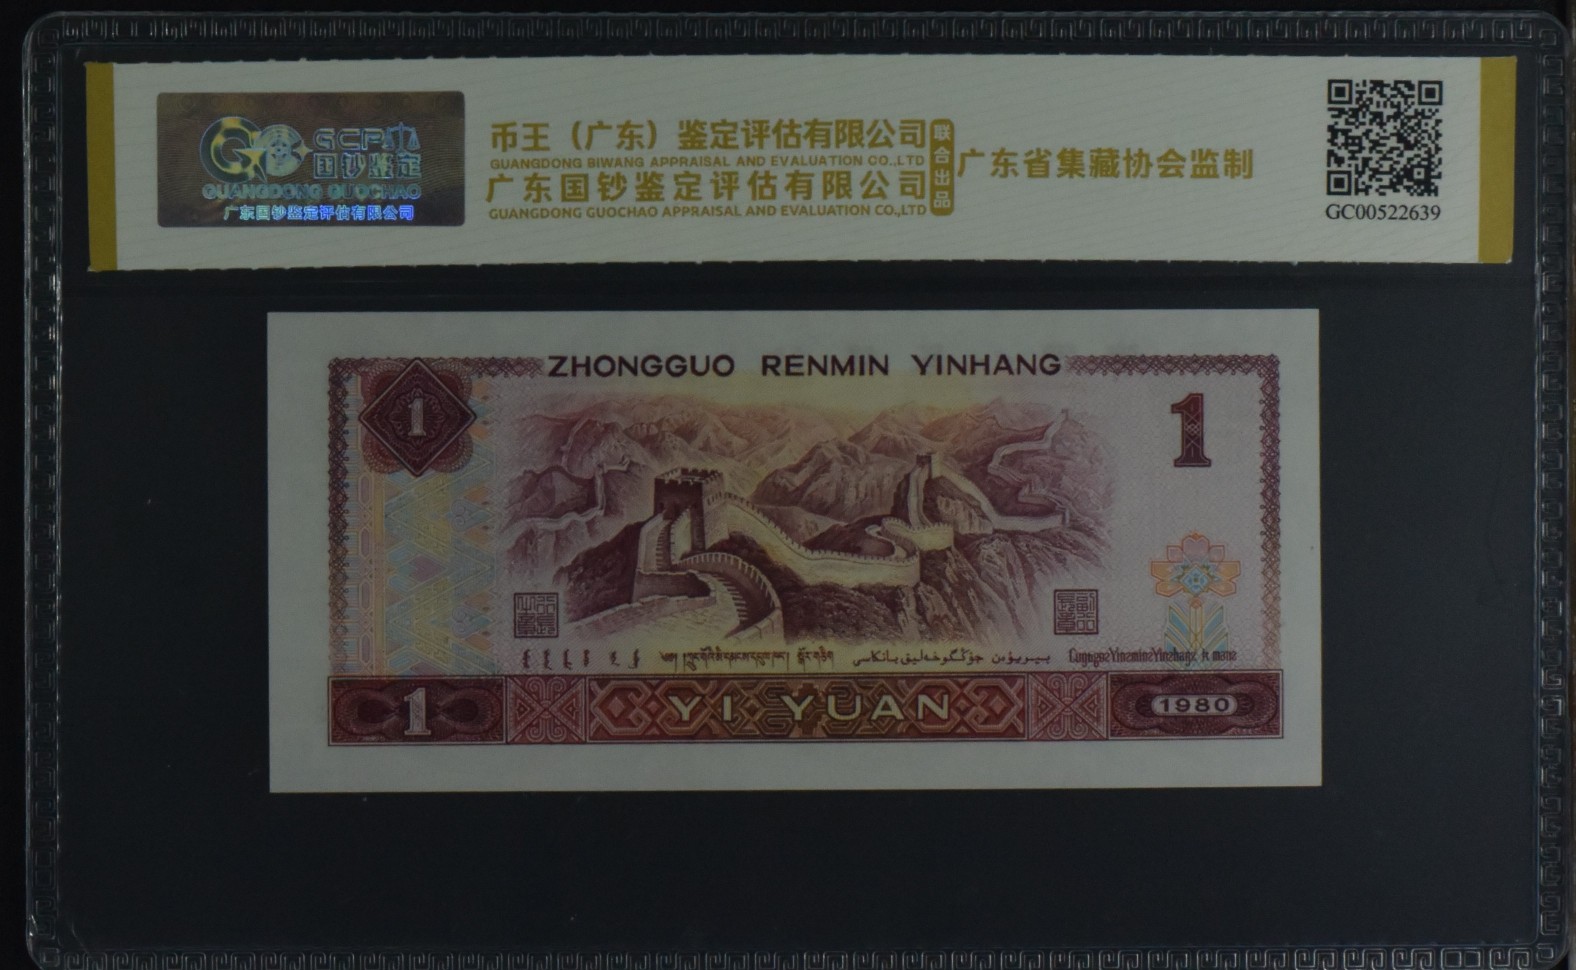 GCP
国钞鉴定
GUANGDONG GUOCHAO
广东国钞鉴定评估有限公司
币王（广东）鉴定评估有限公司
GUANGDONG BIWANG APPRAISAL AND EVALUATION CO.,LTD
广东国钞鉴定评估有限公司
GUANGDONG GUOCHAO APPRAISAL AND EVALUATION CO.,LTD
联合出品
广东省集藏协会监制
GC00522639
ZHONGGUO RENMIN YINHANG
1
1
1
YI YUAN
1980